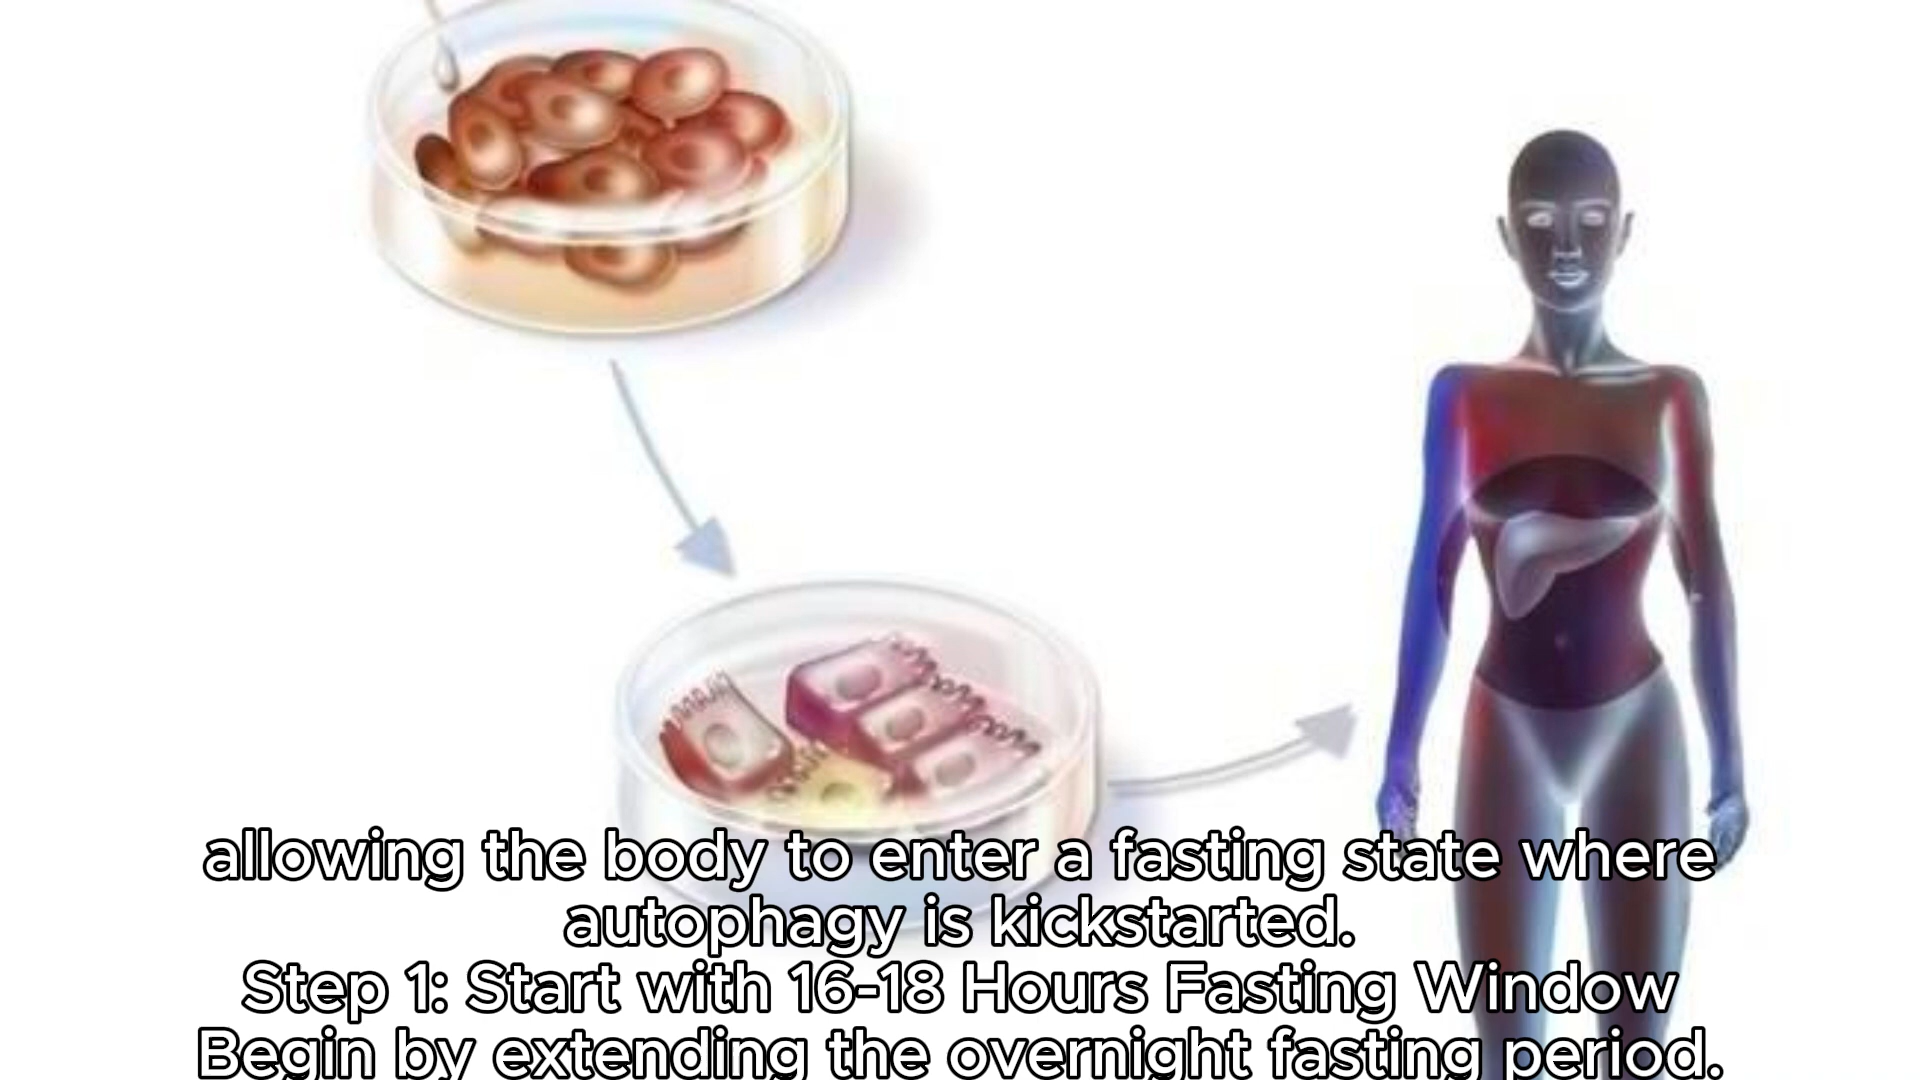 allowing the body to enter a fasting state where
autophagy is kickstarted.
Step 1: Start with 16-18 Hours Fasting Window
Begin by extending the overnight fasting period.